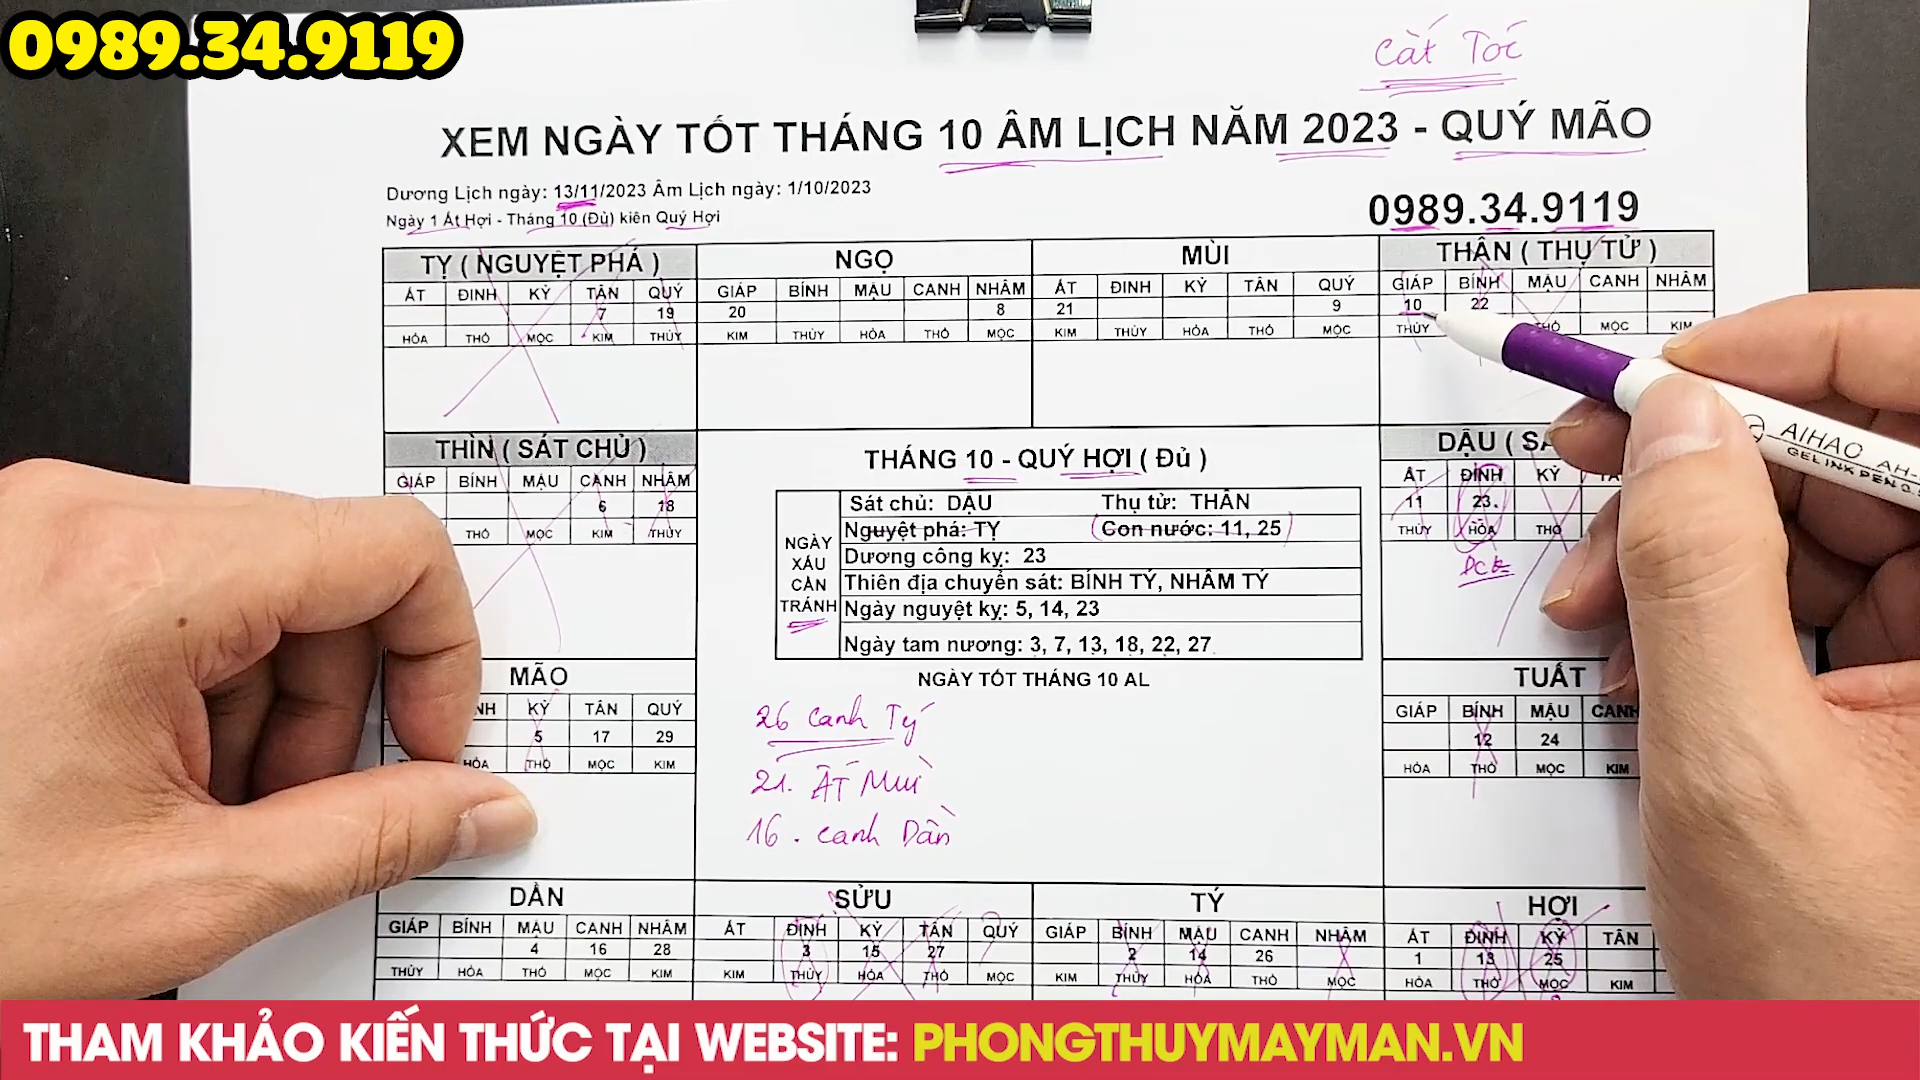 0989.34.9119
Cắt Tóc
XEM NGÀY TỐT THÁNG 10 ÂM LỊCH NĂM 2023 - QUÝ MÃO
Dương Lịch ngày: 13/11/2023 Âm Lịch ngày: 1/10/2023
Ngày 1 Ất Hợi - Tháng 10 (Đủ) kiên Quý Hợi
0989.34.9119
TỴ ( NGUYỆT PHÁ )
ẤT ĐINH KỶ TÂN QUÝ
7 19
HỎA THỔ MỘC KIM THỦY
NGỌ
GIÁP BÍNH MẬU CANH NHÂM
20 8
KIM THỦY HỎA THỔ MỘC
MÙI
ẤT ĐINH KỶ TÂN QUÝ
21 9
KIM THỦY HỎA THỔ MỘC
THÂN ( THỤ TỬ )
GIÁP BÍNH MẬU CANH NHÂM
10 22
THỦY THỔ MỘC KIM
THÌN ( SÁT CHỦ )
GIÁP BÍNH MẬU CANH NHÂM
6 18
THỔ MỘC KIM THỦY
THÁNG 10 - QUÝ HỢI ( Đủ )
NGÀY XẤU CẦN TRÁNH
Sát chủ: DẬU Thụ tử: THÂN
Nguyệt phá: TỴ Con nước: 11, 25
Dương công kỵ: 23
Thiên địa chuyển sát: BÍNH TÝ, NHÂM TÝ
Ngày nguyệt kỵ: 5, 14, 23
Ngày tam nương: 3, 7, 13, 18, 22, 27
DẬU ( SÁ
ẤT ĐINH KỶ
11 23.
THỦY HỎA THỔ
DCK
MÃO
KỶ TÂN QUÝ
5 17 29
HỎA THỔ MỘC KIM
NGÀY TỐT THÁNG 10 AL
26 Canh Tý
21. ẤT Mùi
16. Canh Dần
TUẤT
GIÁP BÍNH MẬU CANH
12 24
HỎA THỔ MỘC KIM
DẦN
GIÁP BÍNH MẬU CANH NHÂM
4 16 28
THỦY HỎA THỔ MỘC KIM
SỬU
ẤT ĐINH KỶ TÂN QUÝ
3 15 27
KIM THỦY HỎA THỔ MỘC
TÝ
GIÁP BÍNH MẬU CANH NHÂM
2 14 26
KIM THỦY HỎA THỔ MỘC
HỢI
ẤT ĐINH KỶ TÂN
1 13 25
HỎA THỔ MỘC KIM
AIHAO AH-
GEL INK PEN 0.
THAM KHẢO KIẾN THỨC TẠI WEBSITE: PHONGTHUYMAYMAN.VN